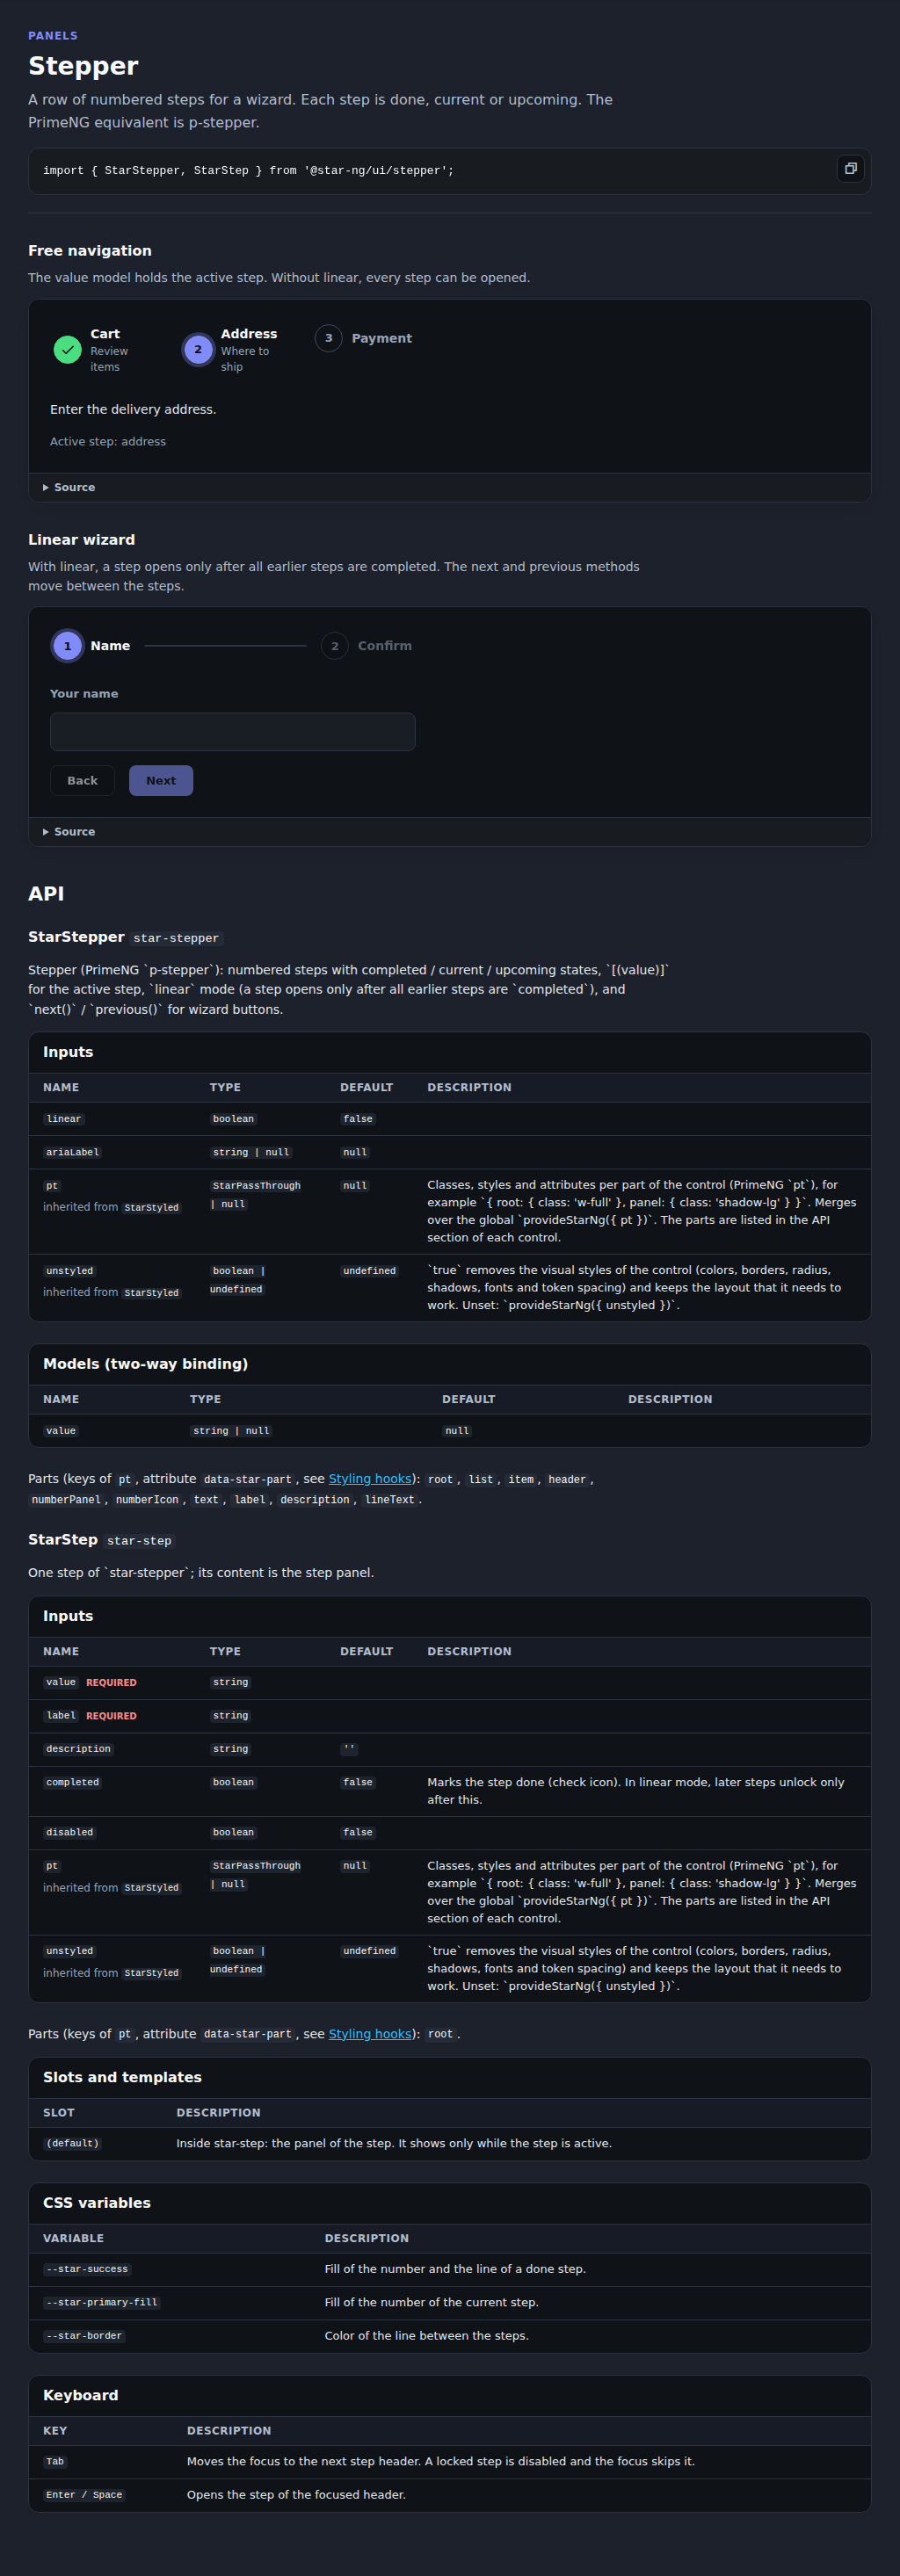 PANELS
Stepper
A row of numbered steps for a wizard. Each step is done, current or upcoming. The
PrimeNG equivalent is p-stepper.
import { StarStepper, StarStep } from '@star-ng/ui/stepper';
Free navigation
The value model holds the active step. Without linear, every step can be opened.
Cart
Review
items
2
Address
Where to
ship
3
Payment
Enter the delivery address.
Active step: address
Source
Linear wizard
With linear, a step opens only after all earlier steps are completed. The next and previous methods
move between the steps.
1 Name
2 Confirm
Your name
Back Next
Source
API
StarStepper star-stepper
Stepper (PrimeNG `p-stepper`): numbered steps with completed / current / upcoming states, `[(value)]`
for the active step, `linear` mode (a step opens only after all earlier steps are `completed`), and
`next()` / `previous()` for wizard buttons.
Inputs
NAME TYPE DEFAULT DESCRIPTION
linear boolean false
ariaLabel string | null null
pt
inherited from StarStyled
StarPassThrough
| null
null
Classes, styles and attributes per part of the control (PrimeNG `pt`), for
example `{ root: { class: 'w-full' }, panel: { class: 'shadow-lg' } }`. Merges
over the global `provideStarNg({ pt })`. The parts are listed in the API
section of each control.
unstyled
inherited from StarStyled
boolean |
undefined
undefined
`true` removes the visual styles of the control (colors, borders, radius,
shadows, fonts and token spacing) and keeps the layout that it needs to
work. Unset: `provideStarNg({ unstyled })`.
Models (two-way binding)
NAME TYPE DEFAULT DESCRIPTION
value string | null null
Parts (keys of pt, attribute data-star-part, see Styling hooks): root, list, item, header,
numberPanel, numberIcon, text, label, description, lineText.
StarStep star-step
One step of `star-stepper`; its content is the step panel.
Inputs
NAME TYPE DEFAULT DESCRIPTION
value REQUIRED string
label REQUIRED string
description string ''
completed boolean false
Marks the step done (check icon). In linear mode, later steps unlock only
after this.
disabled boolean false
pt
inherited from StarStyled
StarPassThrough
| null
null
Classes, styles and attributes per part of the control (PrimeNG `pt`), for
example `{ root: { class: 'w-full' }, panel: { class: 'shadow-lg' } }`. Merges
over the global `provideStarNg({ pt })`. The parts are listed in the API
section of each control.
unstyled
inherited from StarStyled
boolean |
undefined
undefined
`true` removes the visual styles of the control (colors, borders, radius,
shadows, fonts and token spacing) and keeps the layout that it needs to
work. Unset: `provideStarNg({ unstyled })`.
Parts (keys of pt, attribute data-star-part, see Styling hooks): root.
Slots and templates
SLOT DESCRIPTION
(default) Inside star-step: the panel of the step. It shows only while the step is active.
CSS variables
VARIABLE DESCRIPTION
--star-success Fill of the number and the line of a done step.
--star-primary-fill Fill of the number of the current step.
--star-border Color of the line between the steps.
Keyboard
KEY DESCRIPTION
Tab Moves the focus to the next step header. A locked step is disabled and the focus skips it.
Enter / Space Opens the step of the focused header.